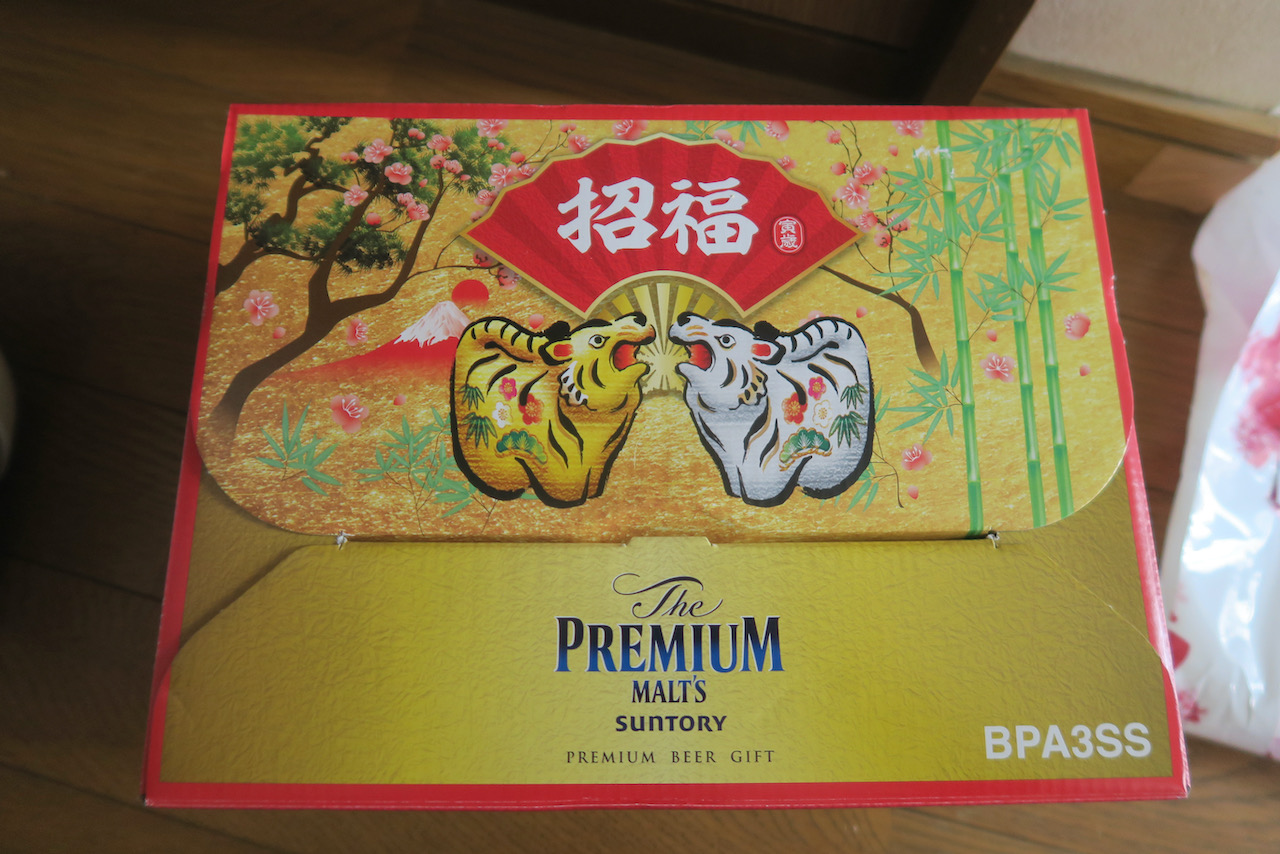 招福
寅歳
The
PREMIUM
MALT'S
SUNTORY
PREMIUM BEER GIFT
BPA3SS